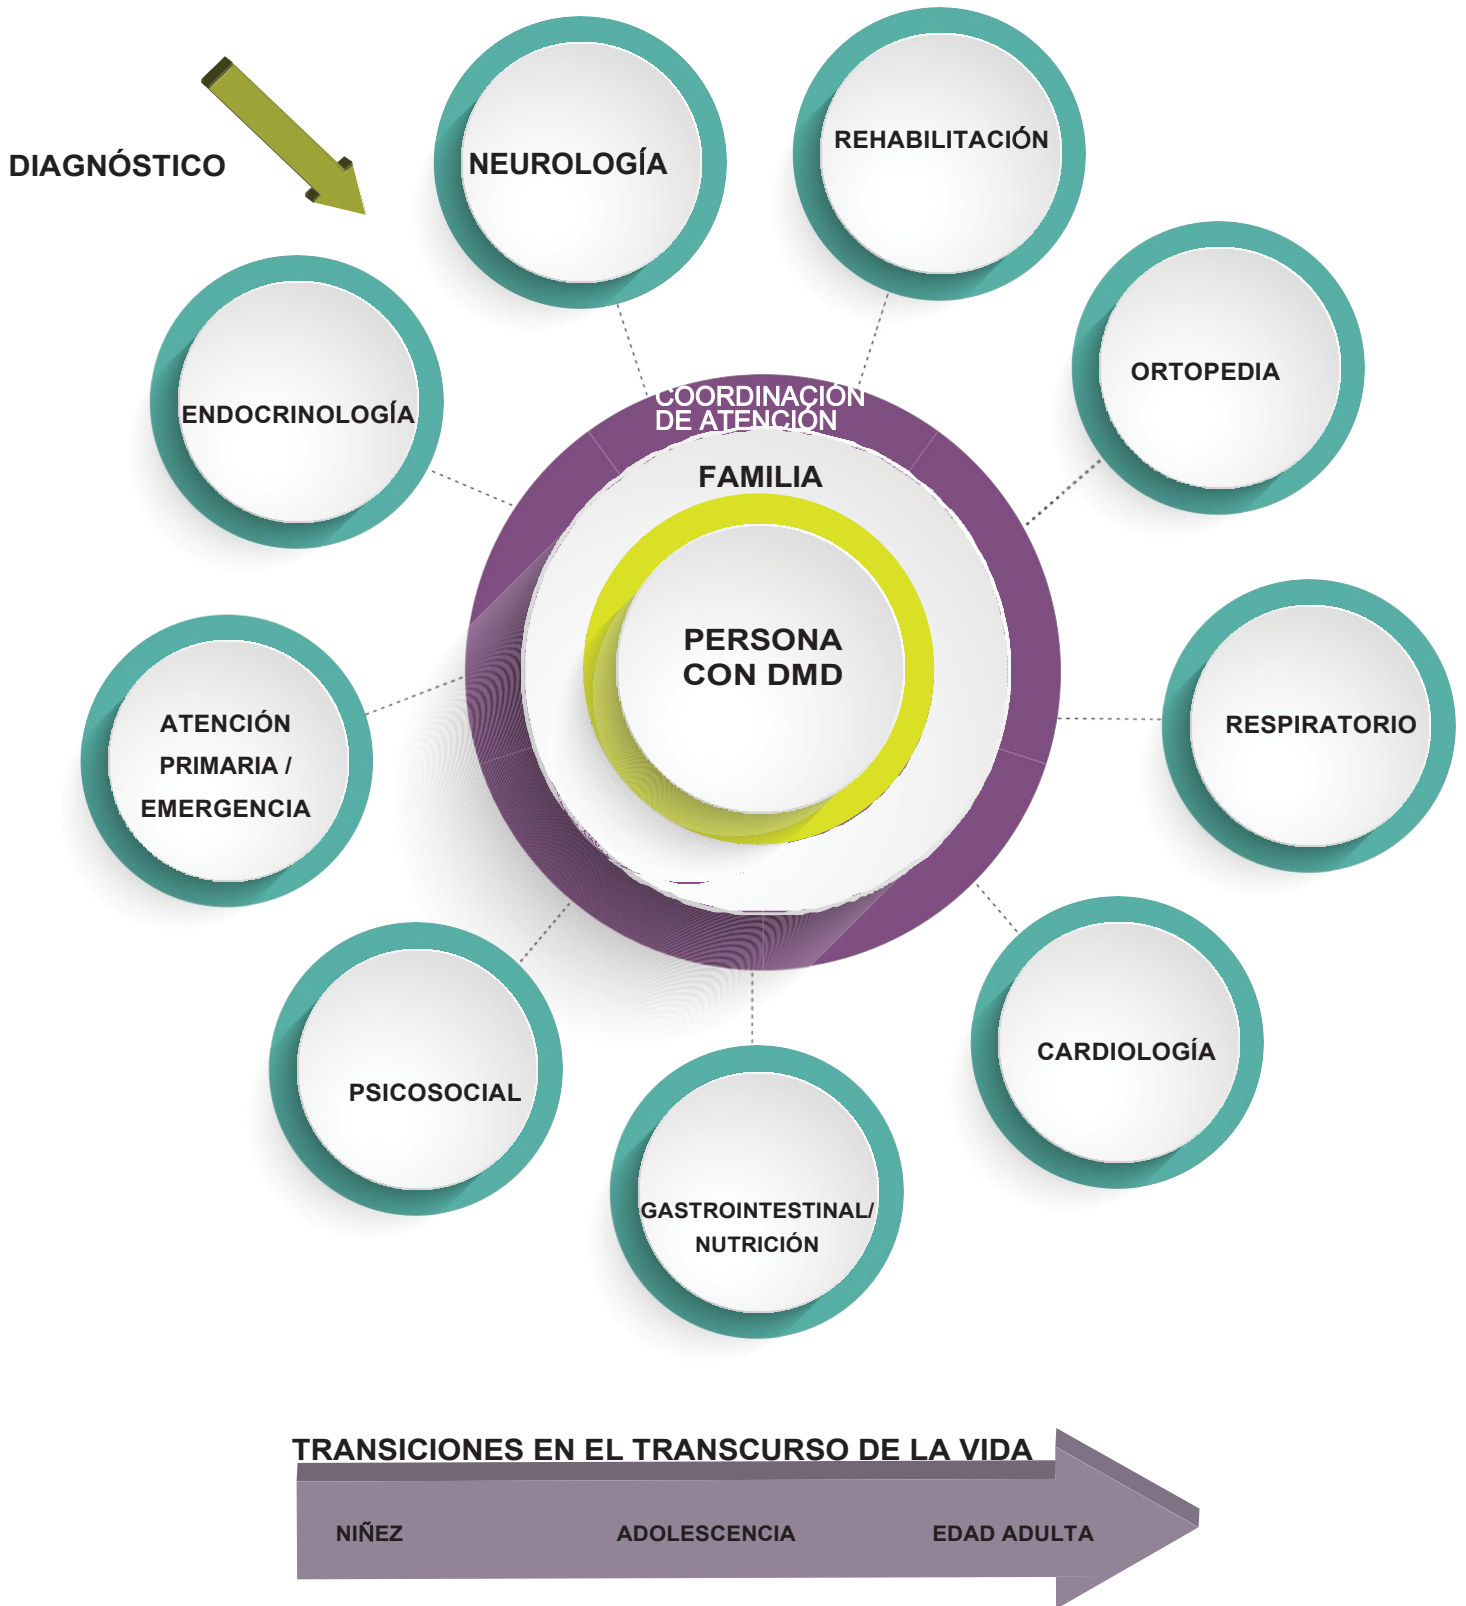 DIAGNÓSTICO
NEUROLOGÍA
REHABILITACIÓN
ORTOPEDIA
ENDOCRINOLOGÍA
COORDINACIÓN
DE ATENCIÓN
FAMILIA
PERSONA
CON DMD
RESPIRATORIO
ATENCIÓN
PRIMARIA /
EMERGENCIA
CARDIOLOGÍA
PSICOSOCIAL
GASTROINTESTINAL/
NUTRICIÓN
TRANSICIONES EN EL TRANSCURSO DE LA VIDA
NIÑEZ
ADOLESCENCIA
EDAD ADULTA